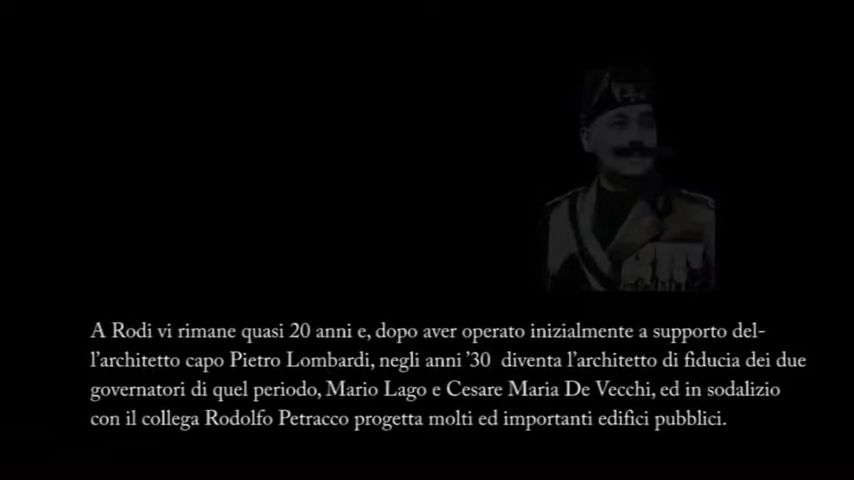 A Rodi vi rimane quasi 20 anni e, dopo aver operato inizialmente a supporto del-
l'architetto capo Pietro Lombardi, negli anni '30 diventa l'architetto di fiducia dei due
governatori di quel periodo, Mario Lago e Cesare Maria De Vecchi, ed in sodalizio
con il collega Rodolfo Petracco progetta molti ed importanti edifici pubblici.